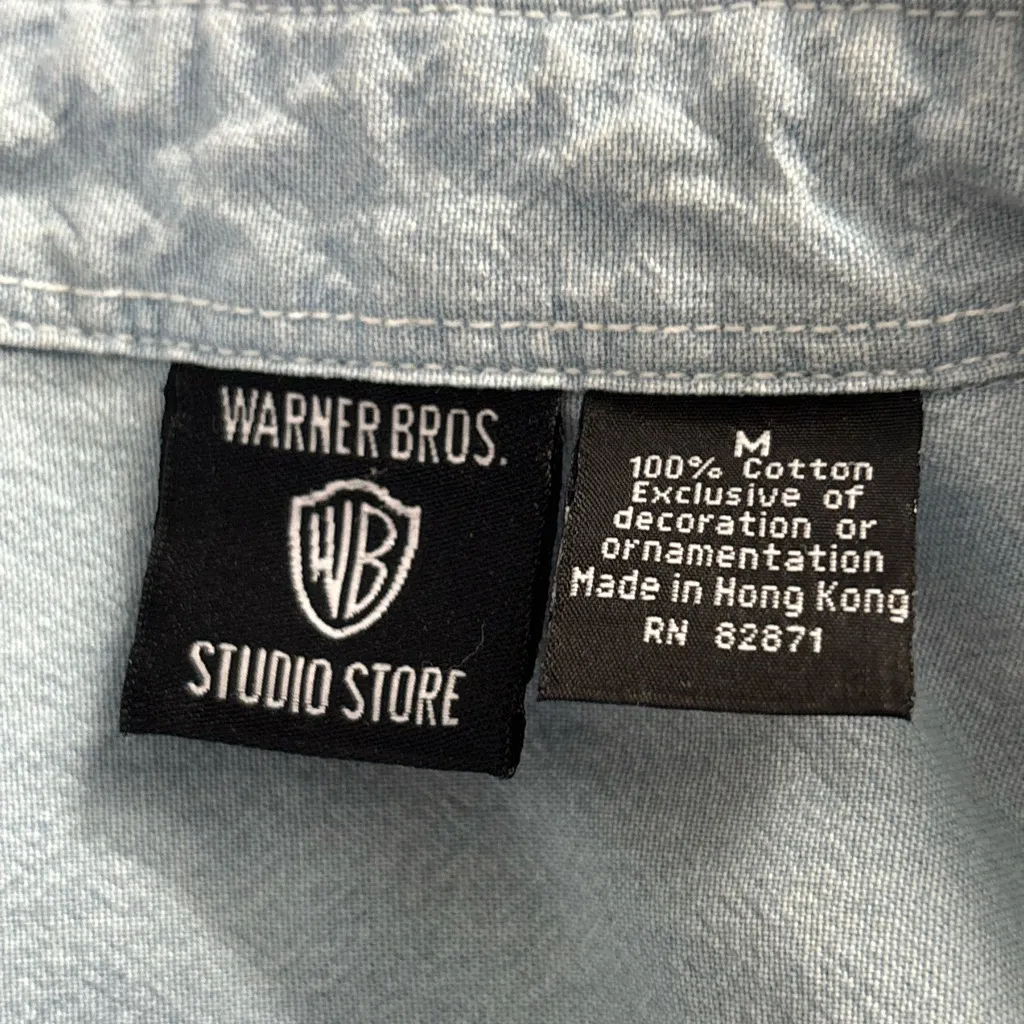 WARNER BROS.
WB
STUDIO STORE
M
100% Cotton
Exclusive of
decoration or
ornamentation
Made in Hong Kong
RN 82871